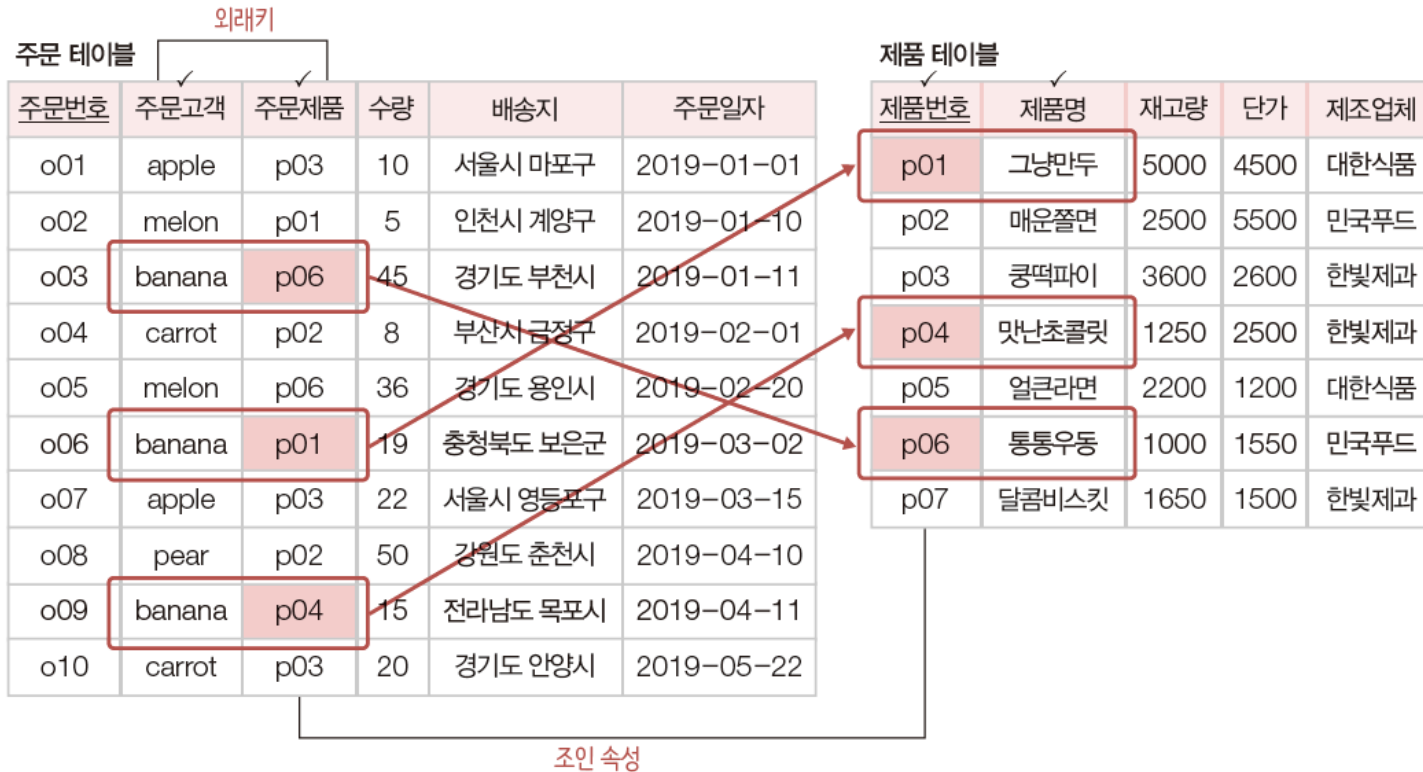 외래키
주문 테이블
주문번호 주문고객 주문제품 수량 배송지 주문일자
o01 apple p03 10 서울시 마포구 2019-01-01
o02 melon p01 5 인천시 계양구 2019-01-10
o03 banana p06 45 경기도 부천시 2019-01-11
o04 carrot p02 8 부산시 금정구 2019-02-01
o05 melon p06 36 경기도 용인시 2019-02-20
o06 banana p01 19 충청북도 보은군 2019-03-02
o07 apple p03 22 서울시 영등포구 2019-03-15
o08 pear p02 50 강원도 춘천시 2019-04-10
o09 banana p04 15 전라남도 목포시 2019-04-11
o10 carrot p03 20 경기도 안양시 2019-05-22
제품 테이블
제품번호 제품명 재고량 단가 제조업체
p01 그냥만두 5000 4500 대한식품
p02 매운쫄면 2500 5500 민국푸드
p03 쿵떡파이 3600 2600 한빛제과
p04 맛난초콜릿 1250 2500 한빛제과
p05 얼큰라면 2200 1200 대한식품
p06 통통우동 1000 1550 민국푸드
p07 달콤비스킷 1650 1500 한빛제과
조인 속성